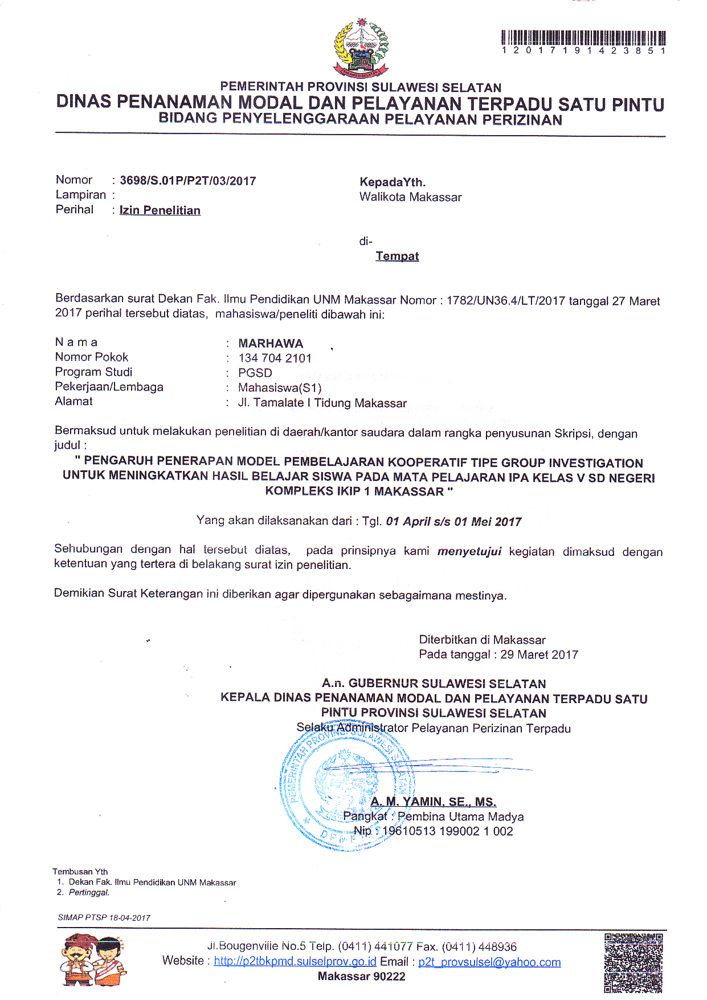 SULAWESI SELATAN
1 2 0 1 7 1 9 1 4 2 3 8 5 1
PEMERINTAH PROVINSI SULAWESI SELATAN
DINAS PENANAMAN MODAL DAN PELAYANAN TERPADU SATU PINTU
BIDANG PENYELENGGARAAN PELAYANAN PERIZINAN
Nomor : 3698/S.01P/P2T/03/2017
KepadaYth.
Lampiran :
Walikota Makassar
Perihal : Izin Penelitian
di-
Tempat
Berdasarkan surat Dekan Fak. Ilmu Pendidikan UNM Makassar Nomor : 1782/UN36.4/LT/2017 tanggal 27 Maret
2017 perihal tersebut diatas, mahasiswa/peneliti dibawah ini:
N a m a : MARHAWA
Nomor Pokok : 134 704 2101
Program Studi : PGSD
Pekerjaan/Lembaga : Mahasiswa(S1)
Alamat : Jl. Tamalate I Tidung Makassar
Bermaksud untuk melakukan penelitian di daerah/kantor saudara dalam rangka penyusunan Skripsi, dengan
judul :
" PENGARUH PENERAPAN MODEL PEMBELAJARAN KOOPERATIF TIPE GROUP INVESTIGATION
UNTUK MENINGKATKAN HASIL BELAJAR SISWA PADA MATA PELAJARAN IPA KELAS V SD NEGERI
KOMPLEKS IKIP 1 MAKASSAR "
Yang akan dilaksanakan dari : Tgl. 01 April s/s 01 Mei 2017
Sehubungan dengan hal tersebut diatas, pada prinsipnya kami menyetujui kegiatan dimaksud dengan
ketentuan yang tertera di belakang surat izin penelitian.
Demikian Surat Keterangan ini diberikan agar dipergunakan sebagaimana mestinya.
Diterbitkan di Makassar
Pada tanggal : 29 Maret 2017
A.n. GUBERNUR SULAWESI SELATAN
KEPALA DINAS PENANAMAN MODAL DAN PELAYANAN TERPADU SATU
PINTU PROVINSI SULAWESI SELATAN
Selaku Administrator Pelayanan Perizinan Terpadu
PEMERINTAH PROVINSI SULAWESI SELATAN
A. M. YAMIN, SE., MS.
Pangkat : Pembina Utama Madya
Nip : 19610513 199002 1 002
Tembusan Yth
1. Dekan Fak. Ilmu Pendidikan UNM Makassar
2. Pertinggal.
SIMAP PTSP 18-04-2017
Jl.Bougenville No.5 Telp. (0411) 441077 Fax. (0411) 448936
Website : http://p2tbkpmd.sulselprov.go.id Email : p2t_provsulsel@yahoo.com
Makassar 90222